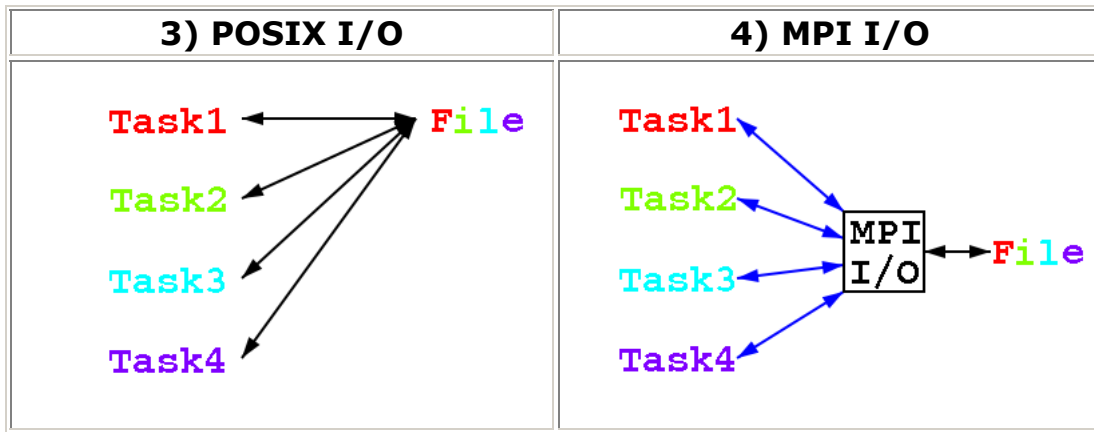 3) POSIX I/O
4) MPI I/O
Task1
File
Task2
Task3
Task4
Task1
Task2
MPI
I/O
File
Task3
Task4